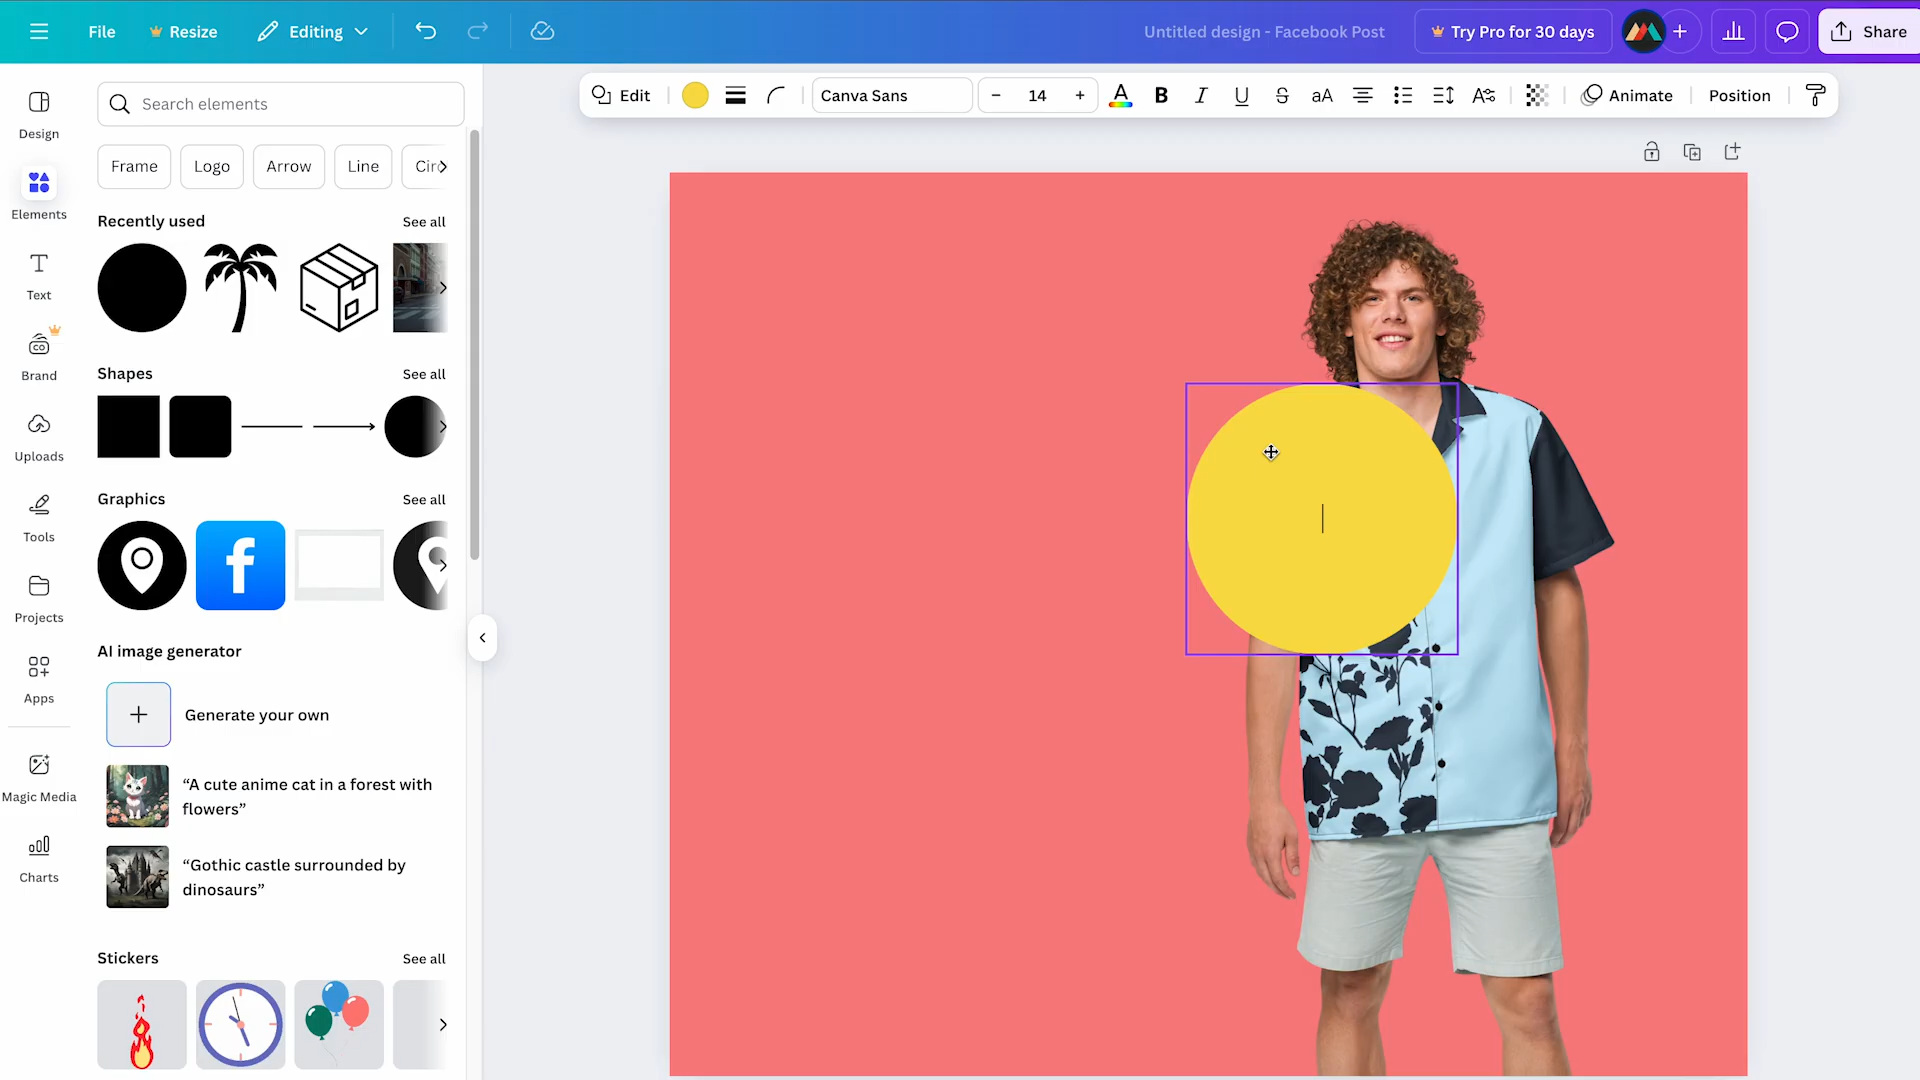 File
Resize
Editing
Untitled design - Facebook Post
Try Pro for 30 days
Share
Design
Elements
Text
Brand
Uploads
Tools
Projects
Apps
Magic Media
Charts
Search elements
Frame
Logo
Arrow
Line
Circ
Recently used
See all
Shapes
See all
Graphics
See all
AI image generator
Generate your own
“A cute anime cat in a forest with
flowers”
“Gothic castle surrounded by
dinosaurs”
Stickers
See all
Edit
Canva Sans
- 14 +
A B I U S aA
Animate
Position